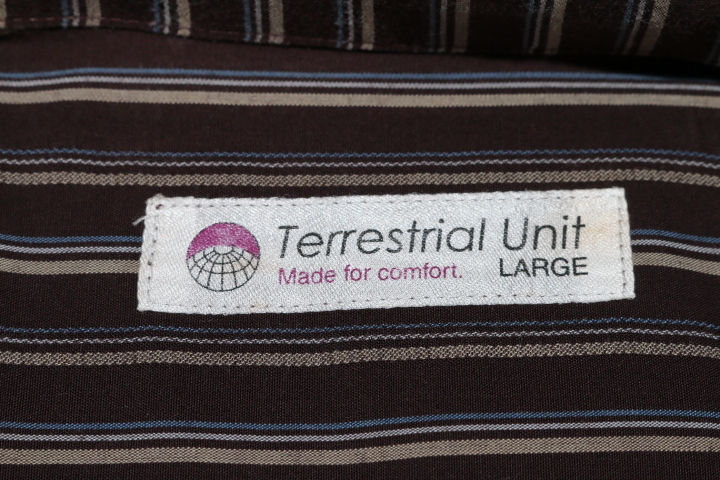 Terrestrial Unit
Made for comfort. LARGE